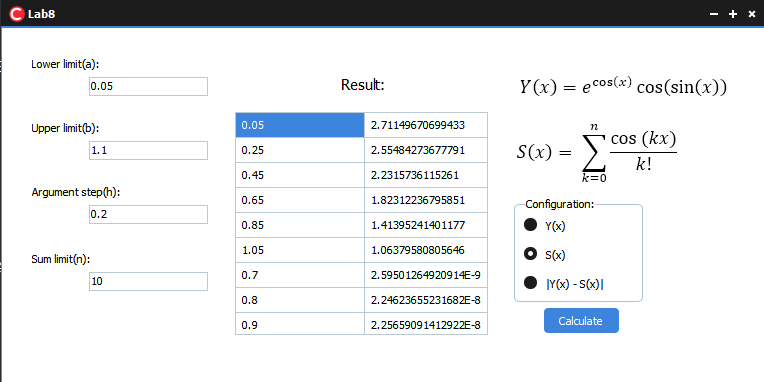 Lab8
Lower limit(a):
0.05
Upper limit(b):
1.1
Argument step(h):
0.2
Sum limit(n):
10
Result:
0.05 2.71149670699433
0.25 2.55484273677791
0.45 2.2315736115261
0.65 1.82312236795851
0.85 1.41395241401177
1.05 1.06379580805646
0.7 2.59501264920914E-9
0.8 2.24623655231682E-8
0.9 2.25659091412922E-8
Y(x) = e^cos(x) cos(sin(x))
S(x) = ∑_{k=0}^{n} cos (kx) / k!
Configuration:
Y(x)
S(x)
|Y(x) - S(x)|
Calculate